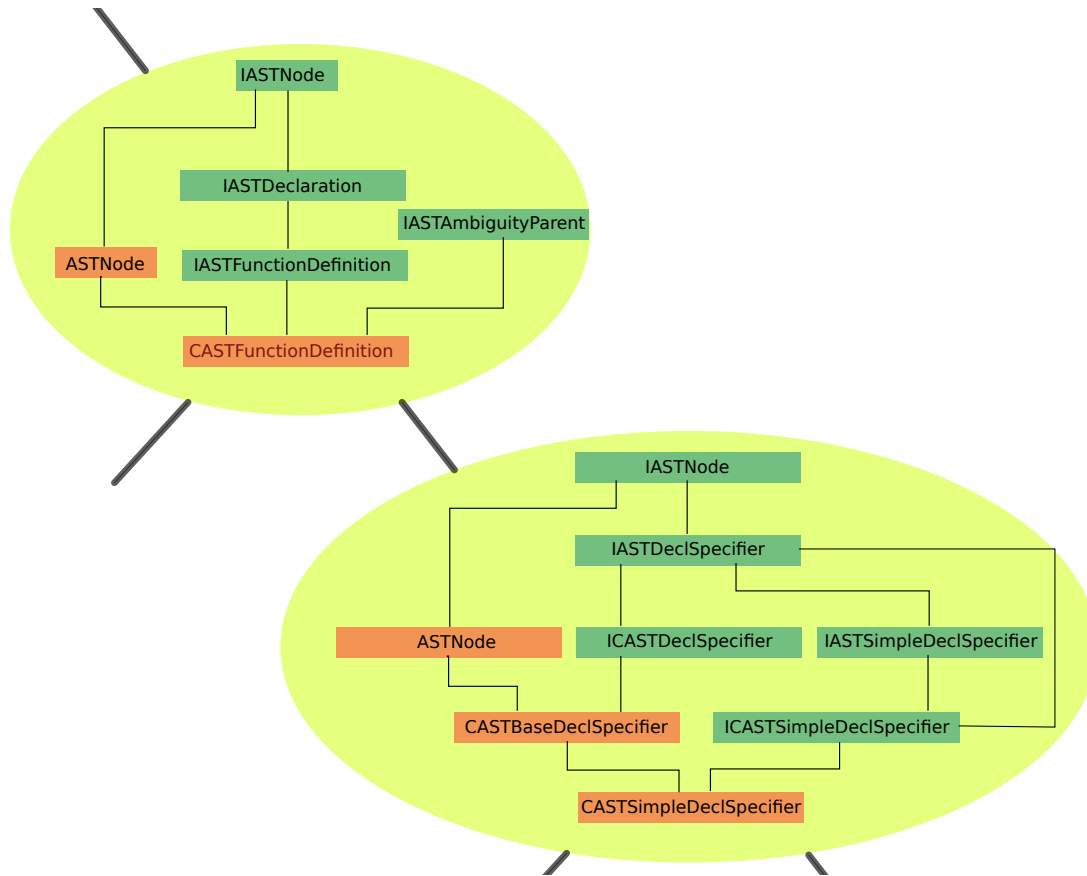 IASTNode
IASTDeclaration
IASTAmbiguityParent
ASTNode
IASTFunctionDefinition
CASTFunctionDefinition
IASTNode
IASTDeclSpecifier
ASTNode
ICASTDeclSpecifier
IASTSimpleDeclSpecifier
CASTBaseDeclSpecifier
ICASTSimpleDeclSpecifier
CASTSimpleDeclSpecifier